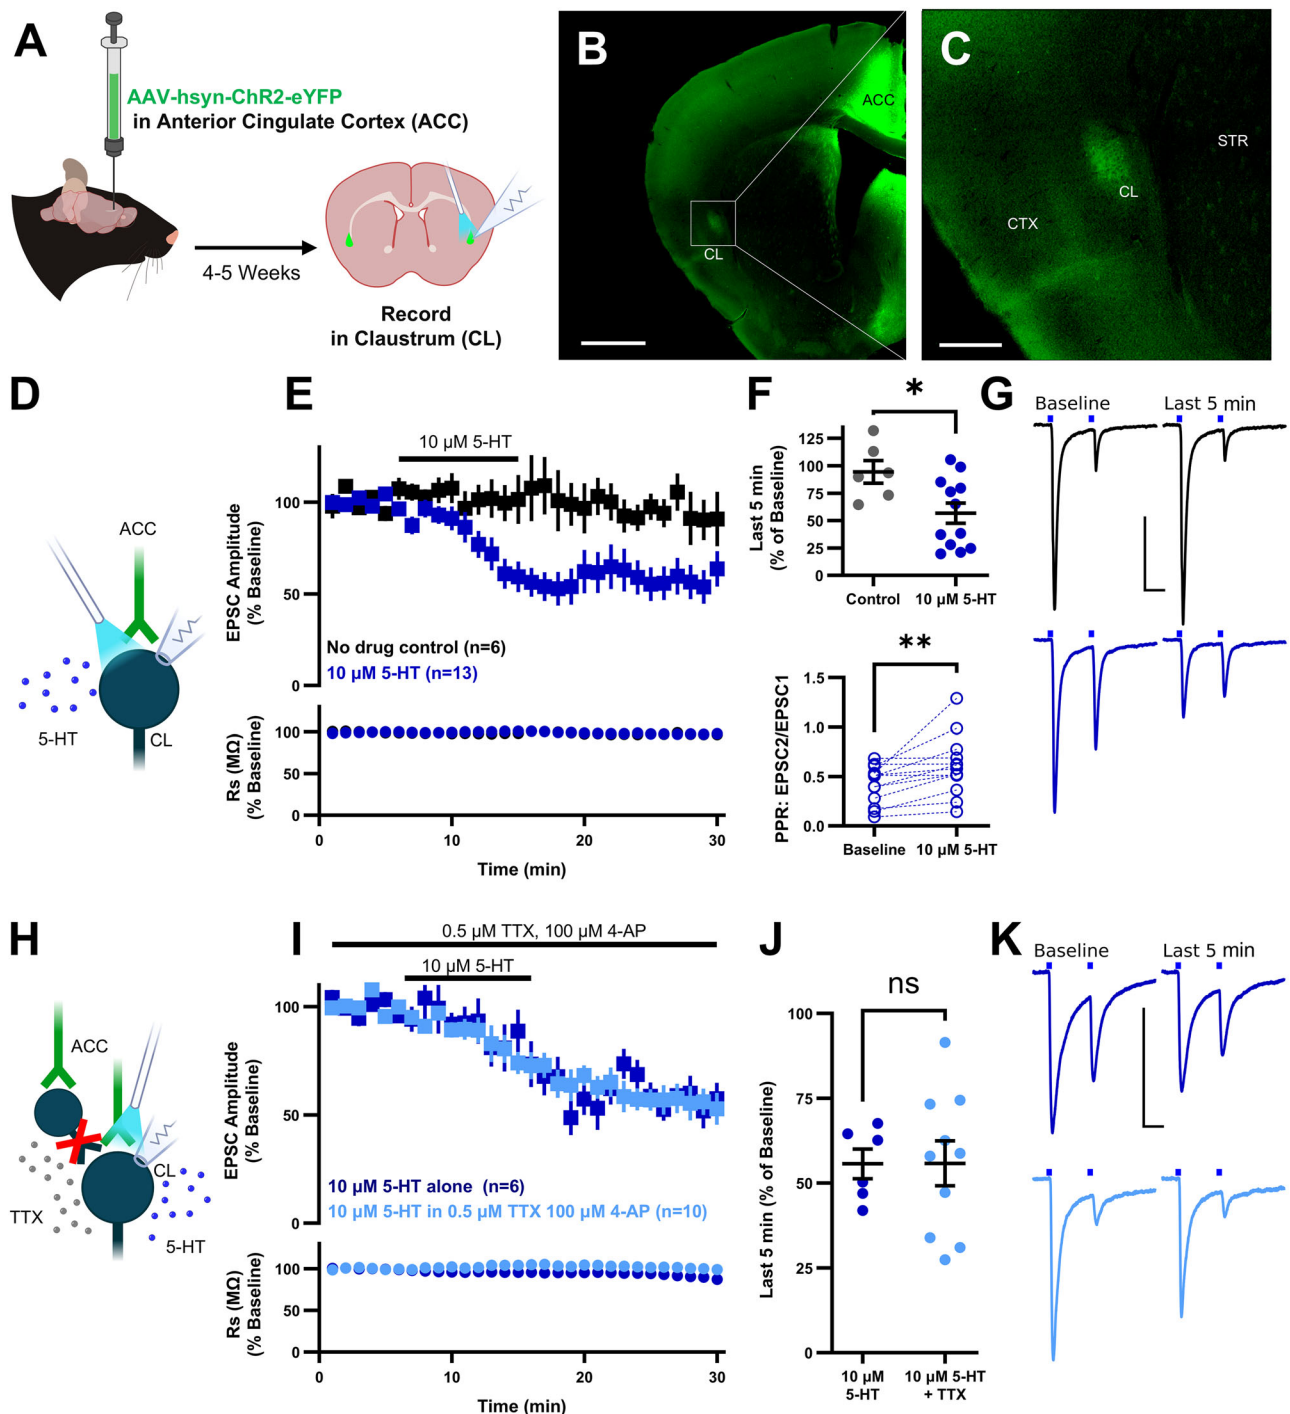 A
AAV-hsyn-ChR2-eYFP
in Anterior Cingulate Cortex (ACC)
4-5 Weeks
Record
in Claustrum (CL)
B
ACC
CL
C
STR
CL
CTX
D
ACC
5-HT
CL
E
10 µM 5-HT
EPSC Amplitude
(% Baseline)
100
50
0
No drug control (n=6)
10 µM 5-HT (n=13)
Rs (MΩ)
(% Baseline)
100
50
0
0
10
20
30
Time (min)
F
*
Last 5 min
(% of Baseline)
125
100
75
50
25
0
Control
10 µM 5-HT
**
PPR: EPSC2/EPSC1
1.5
1.0
0.5
0.0
Baseline
10 µM 5-HT
G
Baseline
Last 5 min
H
ACC
CL
TTX
5-HT
I
0.5 µM TTX, 100 µM 4-AP
10 µM 5-HT
EPSC Amplitude
(% Baseline)
100
50
0
10 µM 5-HT alone (n=6)
10 µM 5-HT in 0.5 µM TTX 100 µM 4-AP (n=10)
Rs (MΩ)
(% Baseline)
100
50
0
0
10
20
30
Time (min)
J
ns
Last 5 min (% of Baseline)
100
75
50
25
0
10 µM
5-HT
10 µM 5-HT
+ TTX
K
Baseline
Last 5 min